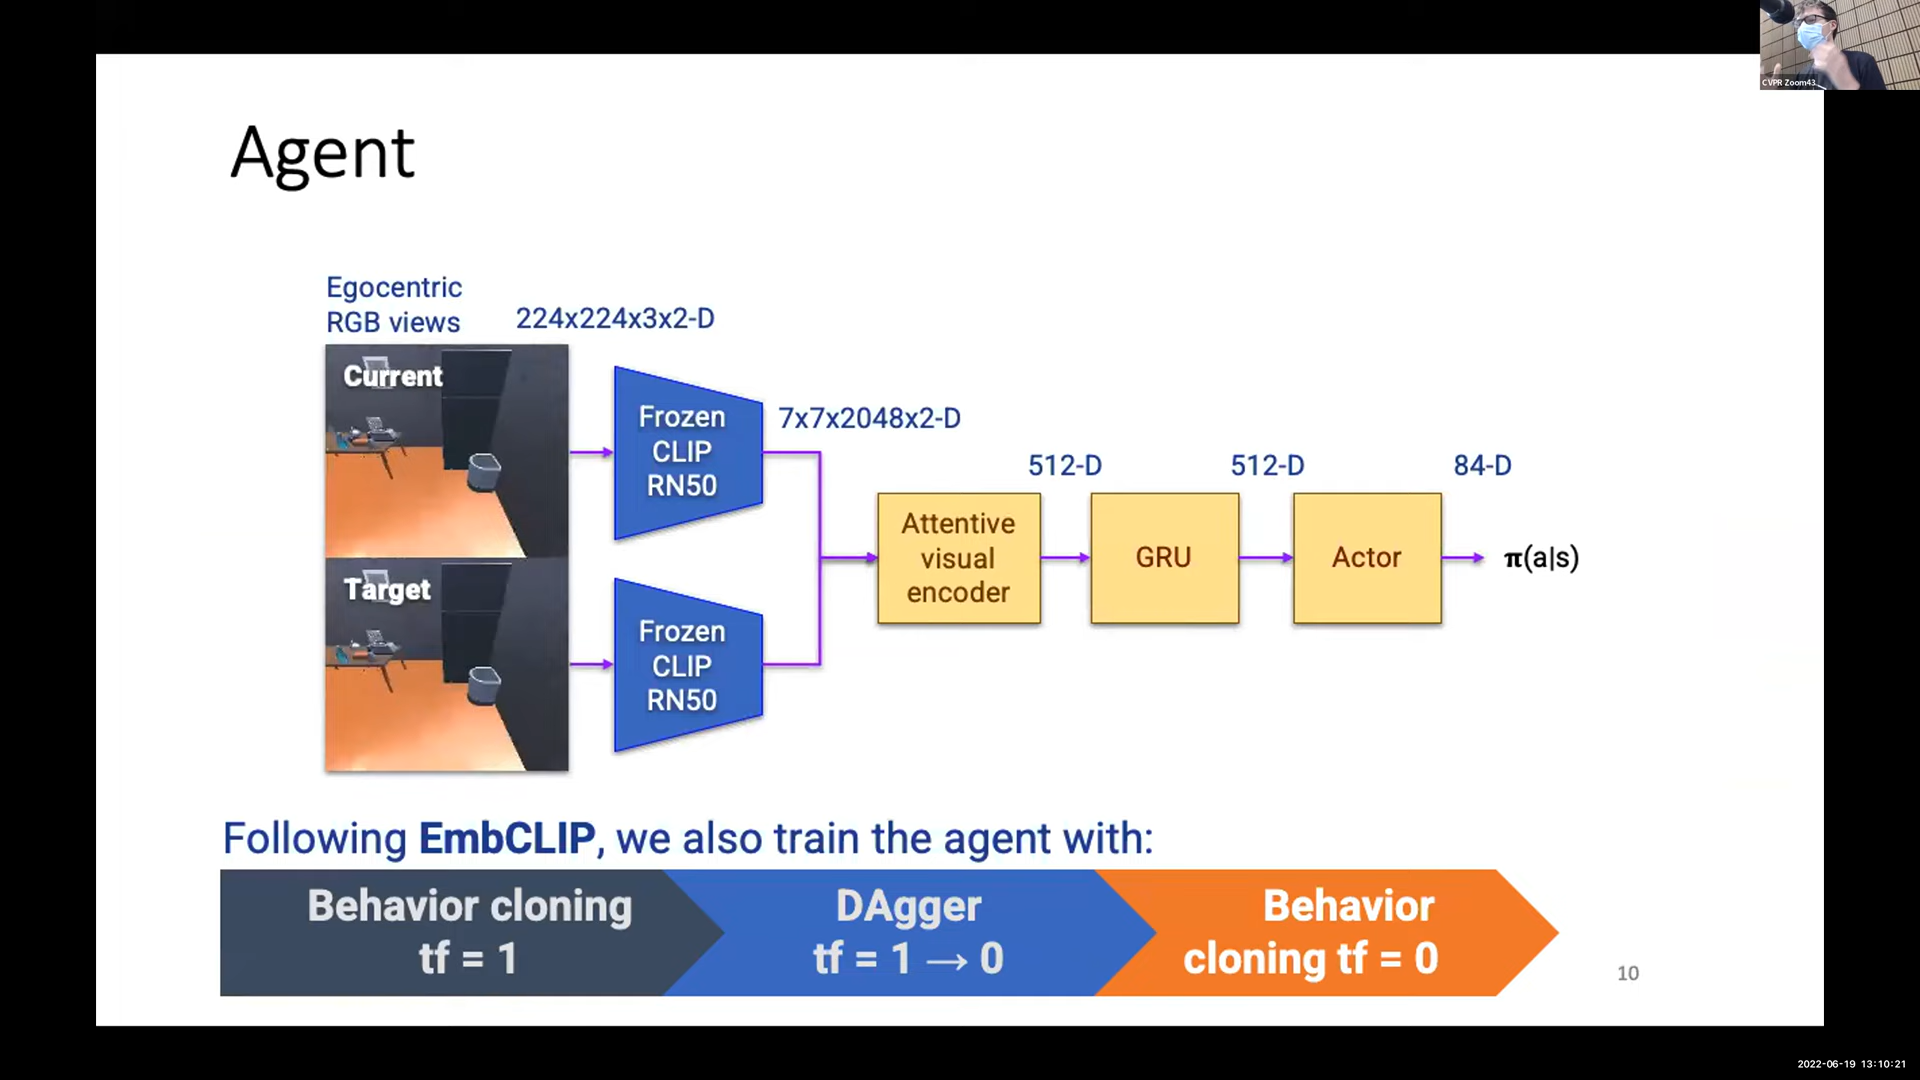 Agent
Egocentric
RGB views
224x224x3x2-D
Current
Target
Frozen
CLIP
RN50
Frozen
CLIP
RN50
7x7x2048x2-D
Attentive
visual
encoder
512-D
GRU
512-D
Actor
84-D
π(a|s)
Following EmbCLIP, we also train the agent with:
Behavior cloning
tf = 1
DAgger
tf = 1 → 0
Behavior
cloning tf = 0
10
CVPR Zoom43
2022-06-19 13:10:21